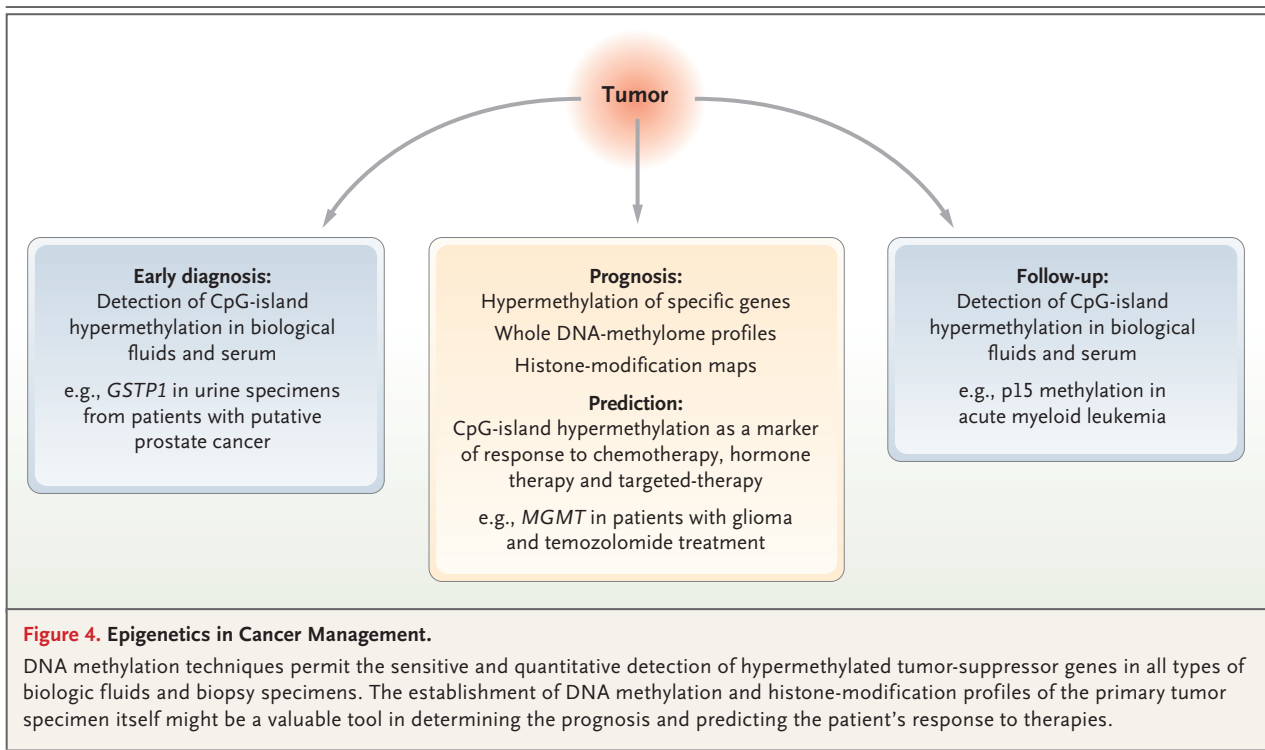 Tumor
Early diagnosis:
Detection of CpG-island
hypermethylation in biological
fluids and serum
e.g., GSTP1 in urine specimens
from patients with putative
prostate cancer
Prognosis:
Hypermethylation of specific genes
Whole DNA-methylome profiles
Histone-modification maps
Prediction:
CpG-island hypermethylation as a marker
of response to chemotherapy, hormone
therapy and targeted-therapy
e.g., MGMT in patients with glioma
and temozolomide treatment
Follow-up:
Detection of CpG-island
hypermethylation in biological
fluids and serum
e.g., p15 methylation in
acute myeloid leukemia
Figure 4. Epigenetics in Cancer Management.
DNA methylation techniques permit the sensitive and quantitative detection of hypermethylated tumor-suppressor genes in all types of
biologic fluids and biopsy specimens. The establishment of DNA methylation and histone-modification profiles of the primary tumor
specimen itself might be a valuable tool in determining the prognosis and predicting the patient's response to therapies.